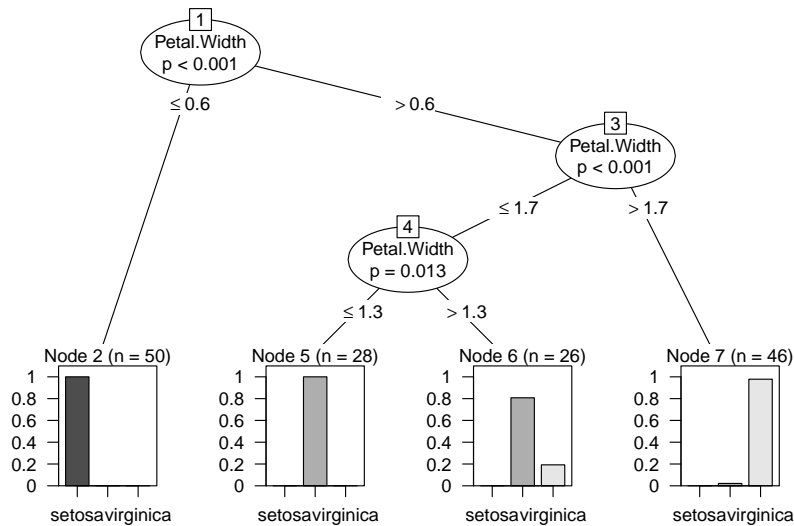 1
Petal.Width
p < 0.001
≤ 0.6
> 0.6
3
Petal.Width
p < 0.001
≤ 1.7
> 1.7
4
Petal.Width
p = 0.013
≤ 1.3
> 1.3
Node 2 (n = 50)
1
0.8
0.6
0.4
0.2
0
setosavirginica
Node 5 (n = 28)
1
0.8
0.6
0.4
0.2
0
setosavirginica
Node 6 (n = 26)
1
0.8
0.6
0.4
0.2
0
setosavirginica
Node 7 (n = 46)
1
0.8
0.6
0.4
0.2
0
setosavirginica